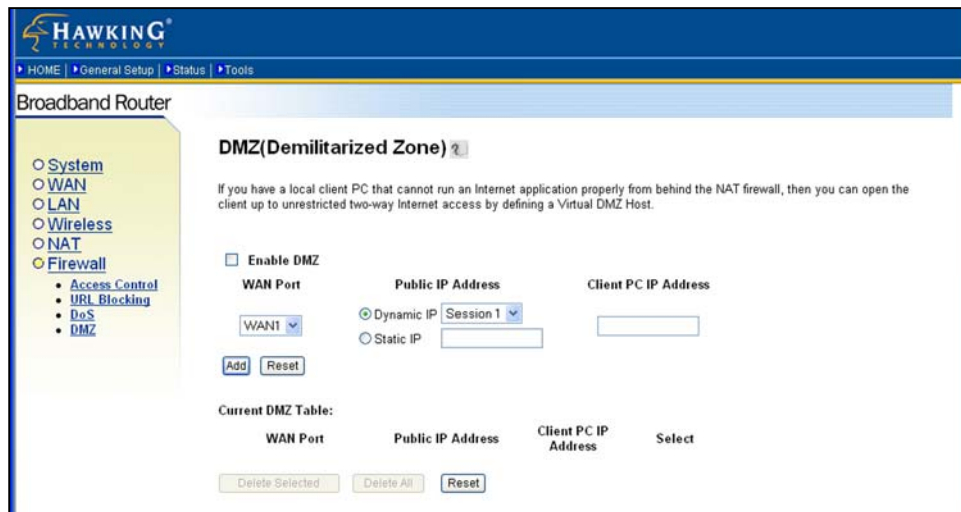 HAWKING®
TECHNOLOGY
HOME | General Setup | Status | Tools
Broadband Router
System
WAN
LAN
Wireless
NAT
Firewall
Access Control
URL Blocking
DoS
DMZ
DMZ(Demilitarized Zone)
If you have a local client PC that cannot run an Internet application properly from behind the NAT firewall, then you can open the
client up to unrestricted two-way Internet access by defining a Virtual DMZ Host.
Enable DMZ
WAN Port Public IP Address Client PC IP Address
WAN1 Dynamic IP Session 1
Static IP
Add Reset
Current DMZ Table:
WAN Port Public IP Address Client PC IP Address Select
Delete Selected Delete All Reset